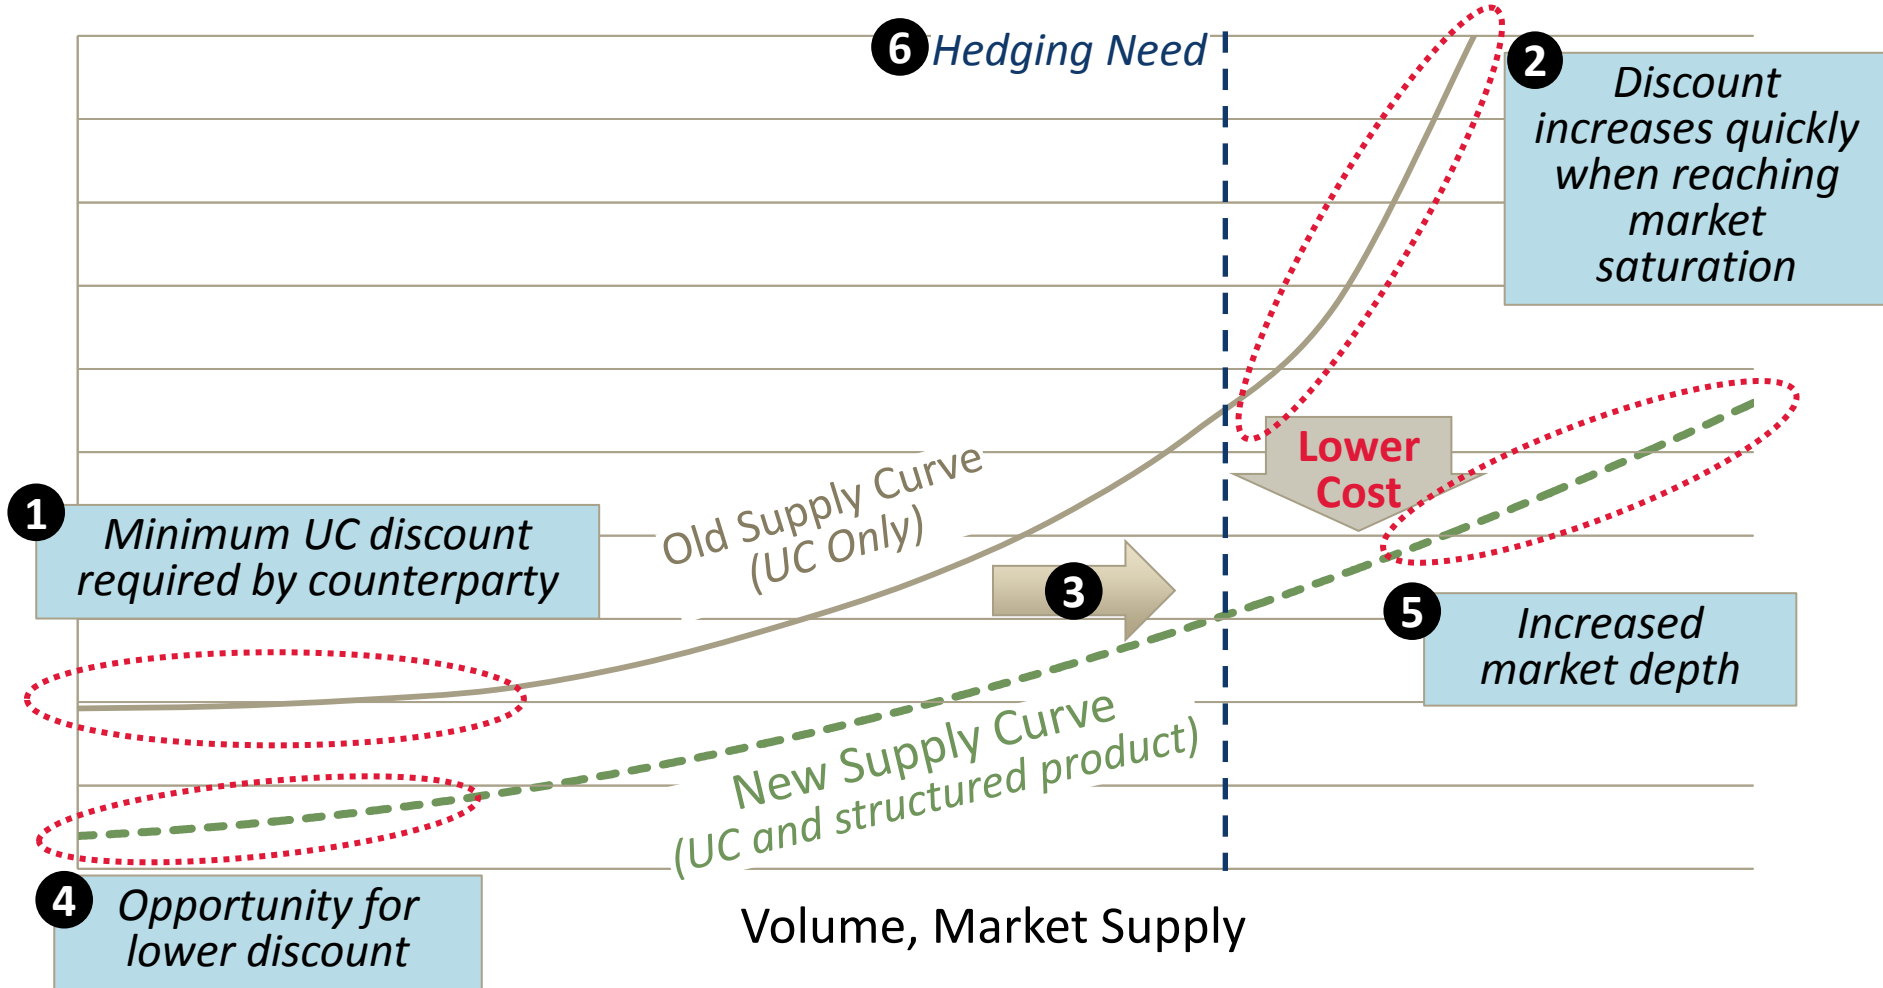 6 Hedging Need
2
Discount
increases quickly
when reaching
market
saturation
Lower
Cost
1
Minimum UC discount
required by counterparty
Old Supply Curve
(UC Only)
3
5
Increased
market depth
New Supply Curve
(UC and structured product)
4
Opportunity for
lower discount
Volume, Market Supply